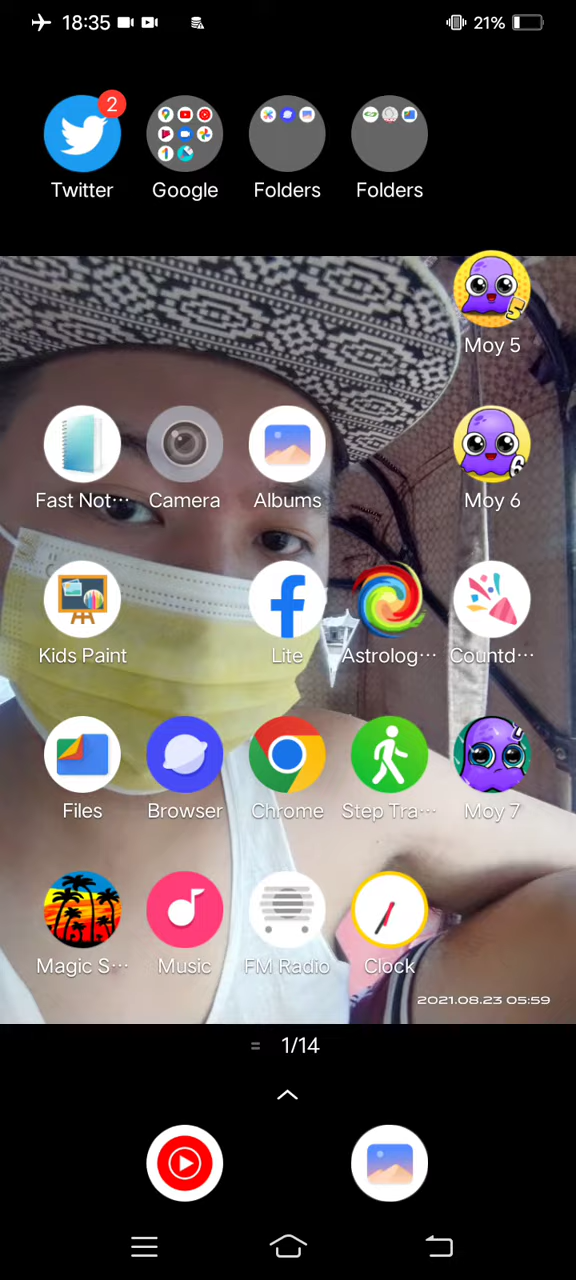 18:35
21%
2
Twitter Google Folders Folders
5
Moy 5
6
Fast Not··· Camera Albums Moy 6
Kids Paint Lite Astrolog··· Countd···
Files Browser Chrome Step Tra··· Moy 7
Magic S··· Music FM Radio Clock
2021.08.23 05:59
= 1/14